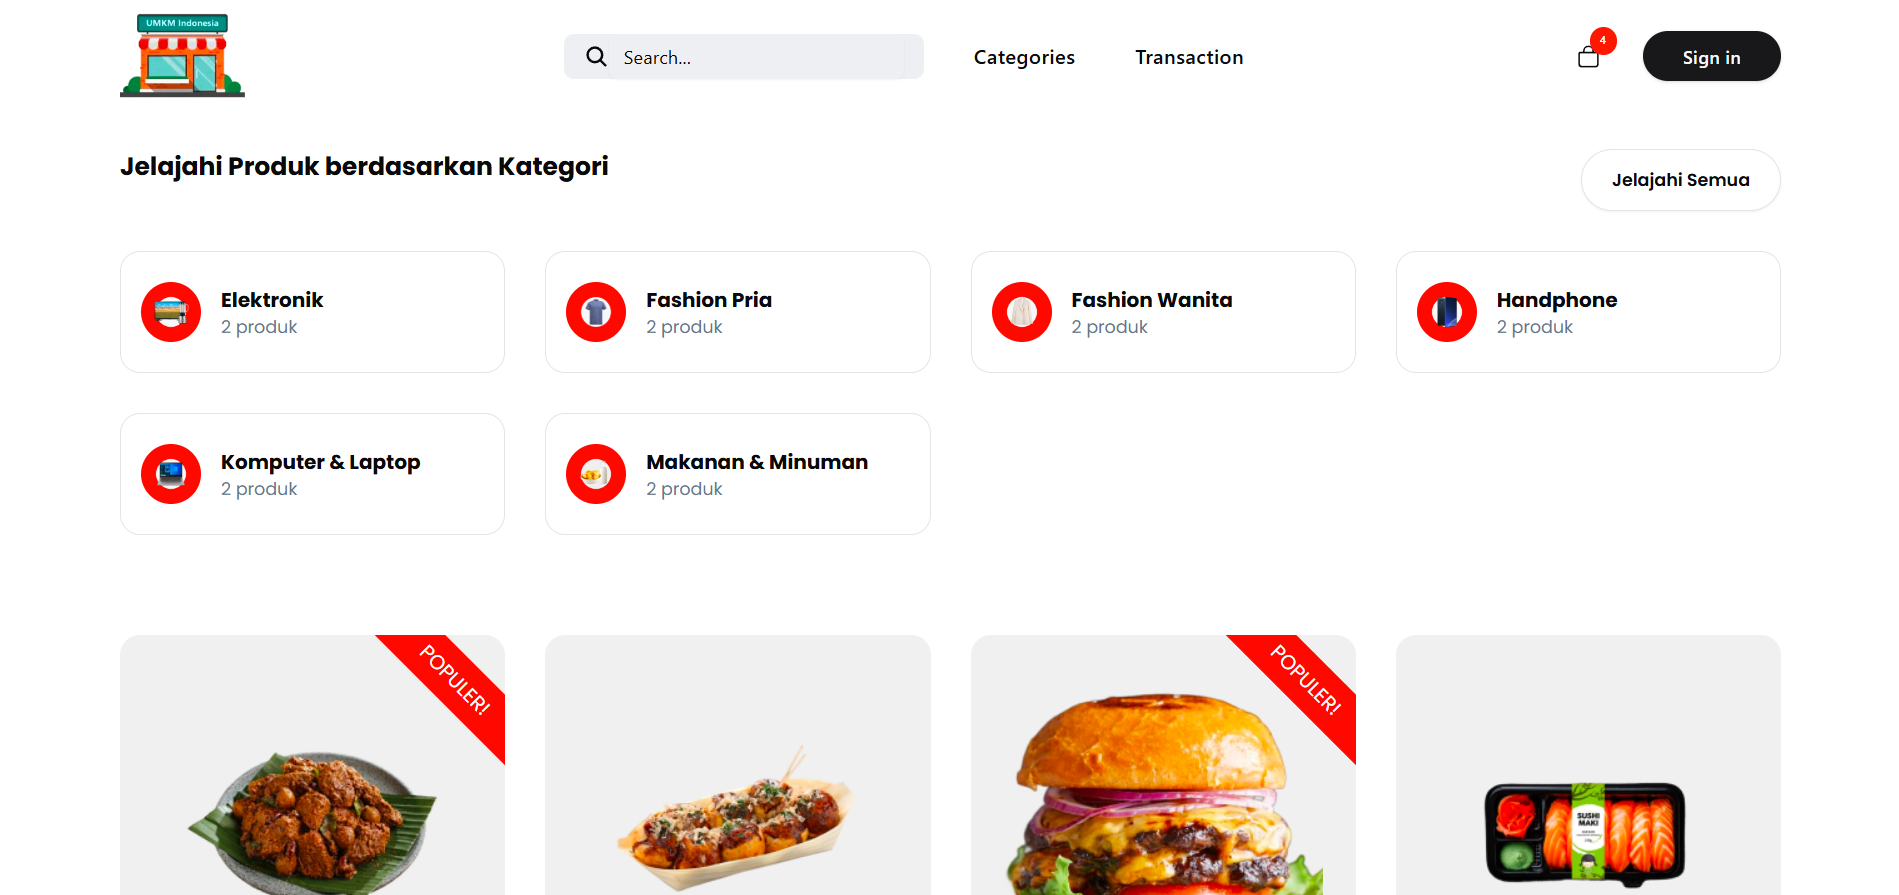 UMKM Indonesia
Search...
Categories
Transaction
4
Sign in
Jelajahi Produk berdasarkan Kategori
Jelajahi Semua
Elektronik
2 produk
Fashion Pria
2 produk
Fashion Wanita
2 produk
Handphone
2 produk
Komputer & Laptop
2 produk
Makanan & Minuman
2 produk
POPULER!
POPULER!
SUSHI
MAKI